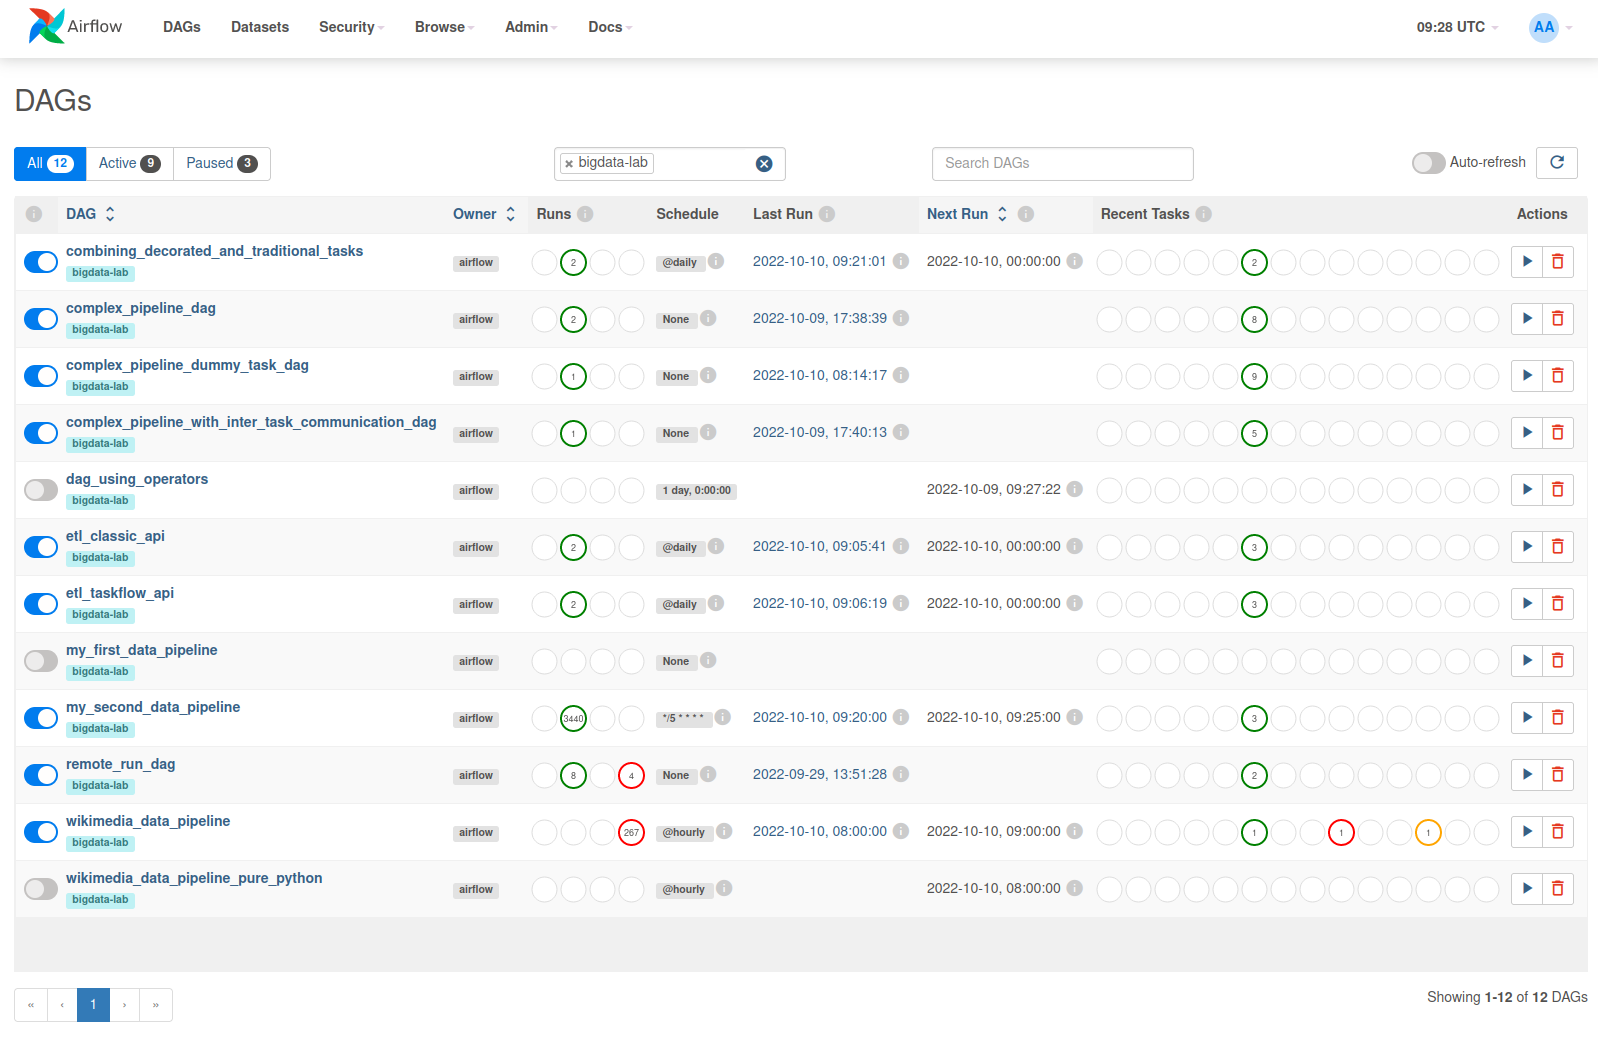 Airflow DAGs Datasets Security Browse Admin Docs 09:28 UTC AA
DAGs
All 12 Active 9 Paused 3 × bigdata-lab Search DAGs Auto-refresh
i DAG Owner Runs i Schedule Last Run i Next Run i Recent Tasks i Actions
combining_decorated_and_traditional_tasks
bigdata-lab
airflow 2 @daily i 2022-10-10, 09:21:01 i 2022-10-10, 00:00:00 i 2
complex_pipeline_dag
bigdata-lab
airflow 2 None i 2022-10-09, 17:38:39 i 8
complex_pipeline_dummy_task_dag
bigdata-lab
airflow 1 None i 2022-10-10, 08:14:17 i 9
complex_pipeline_with_inter_task_communication_dag
bigdata-lab
airflow 1 None i 2022-10-09, 17:40:13 i 5
dag_using_operators
bigdata-lab
airflow 1 day, 0:00:00 2022-10-09, 09:27:22 i
etl_classic_api
bigdata-lab
airflow 2 @daily i 2022-10-10, 09:05:41 i 2022-10-10, 00:00:00 i 3
etl_taskflow_api
bigdata-lab
airflow 2 @daily i 2022-10-10, 09:06:19 i 2022-10-10, 00:00:00 i 3
my_first_data_pipeline
bigdata-lab
airflow None i
my_second_data_pipeline
bigdata-lab
airflow 3440 */5 * * * * i 2022-10-10, 09:20:00 i 2022-10-10, 09:25:00 i 3
remote_run_dag
bigdata-lab
airflow 8 4 None i 2022-09-29, 13:51:28 i 2
wikimedia_data_pipeline
bigdata-lab
airflow 267 @hourly i 2022-10-10, 08:00:00 i 2022-10-10, 09:00:00 i 1 1 1
wikimedia_data_pipeline_pure_python
bigdata-lab
airflow @hourly i 2022-10-10, 08:00:00 i
« ‹ 1 › » Showing 1-12 of 12 DAGs